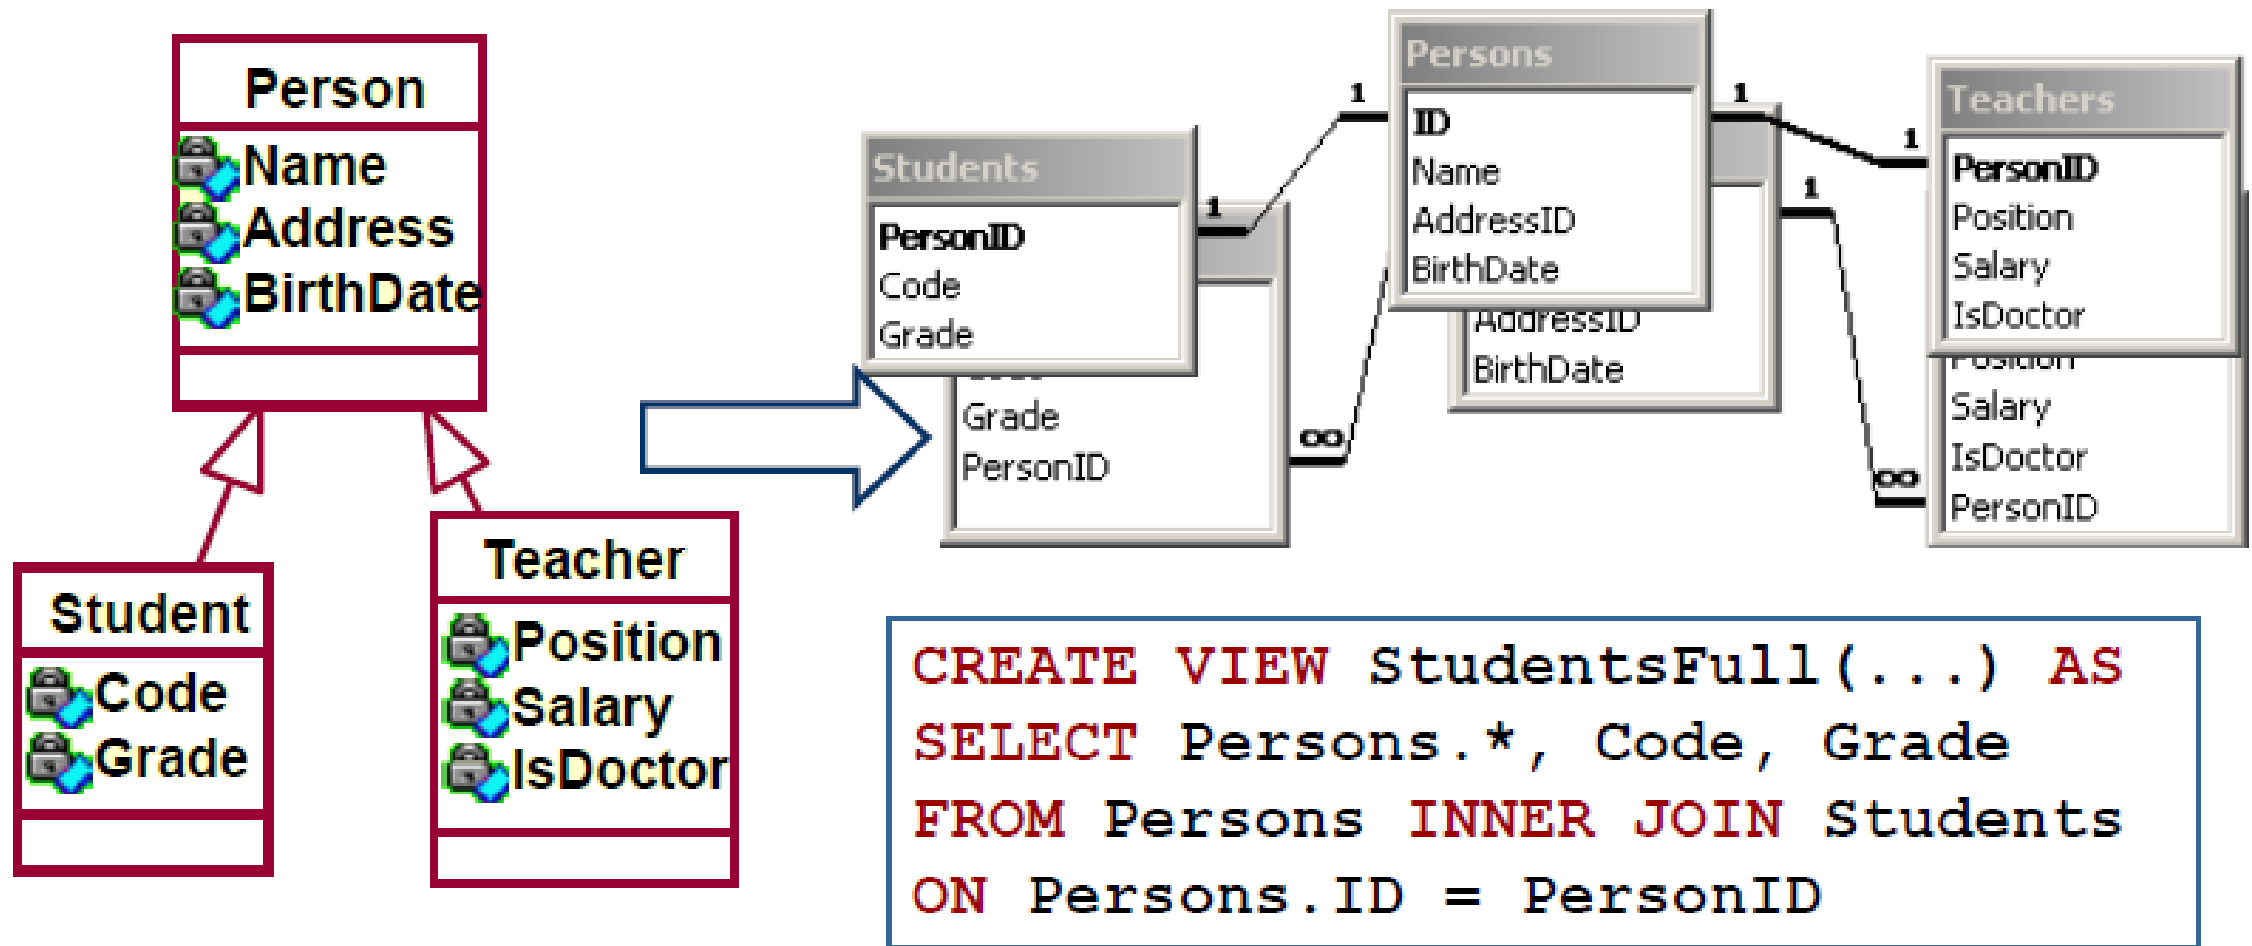 Person
Name
Address
BirthDate
Student
Code
Grade
Teacher
Position
Salary
IsDoctor
Students
PersonID
Code
Grade
1
Grade
PersonID
∞
1
Persons
ID
Name
AddressID
BirthDate
1
AddressID
BirthDate
1
∞
1
Teachers
PersonID
Position
Salary
IsDoctor
Position
Salary
IsDoctor
PersonID
CREATE VIEW StudentsFull(...) AS
SELECT Persons.*, Code, Grade
FROM Persons INNER JOIN Students
ON Persons.ID = PersonID